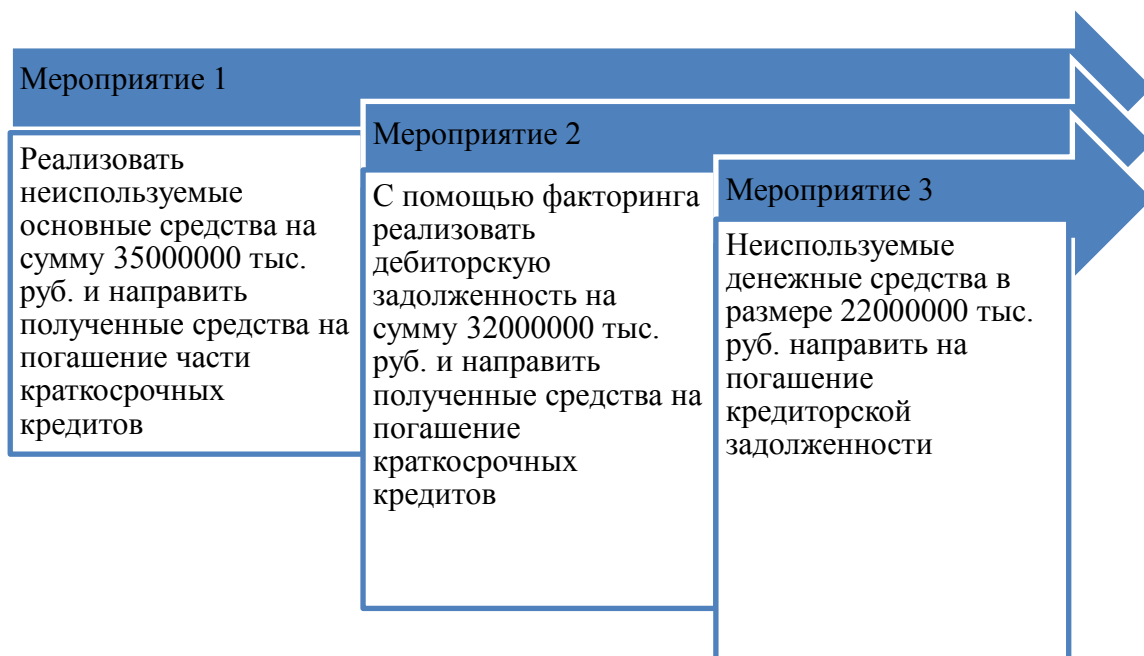 Мероприятие 1
Реализовать
неиспользуемые
основные средства на
сумму 35000000 тыс.
руб. и направить
полученные средства на
погашение части
краткосрочных
кредитов
Мероприятие 2
С помощью факторинга
реализовать
дебиторскую
задолженность на
сумму 32000000 тыс.
руб. и направить
полученные средства на
погашение
краткосрочных
кредитов
Мероприятие 3
Неиспользуемые
денежные средства в
размере 22000000 тыс.
руб. направить на
погашение
кредиторской
задолженности